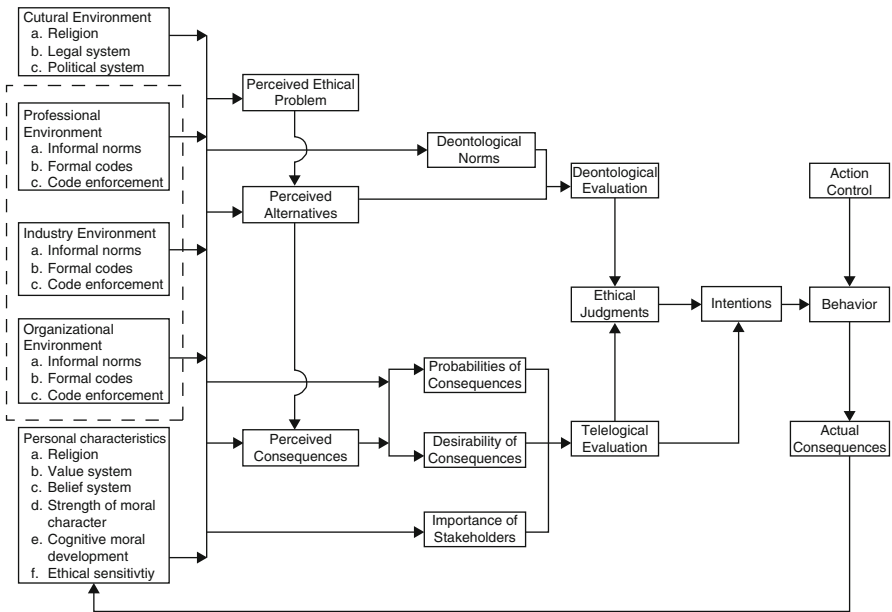 Cutural Environment
a. Religion
b. Legal system
c. Political system
Professional
Environment
a. Informal norms
b. Formal codes
c. Code enforcement
Industry Environment
a. Informal norms
b. Formal codes
c. Code enforcement
Organizational
Environment
a. Informal norms
b. Formal codes
c. Code enforcement
Personal characteristics
a. Religion
b. Value system
c. Belief system
d. Strength of moral
character
e. Cognitive moral
development
f. Ethical sensitivtiy
Perceived Ethical
Problem
Perceived
Alternatives
Perceived
Consequences
Deontological
Norms
Probabilities of
Consequences
Desirability of
Consequences
Importance of
Stakeholders
Deontological
Evaluation
Ethical
Judgments
Telelogical
Evaluation
Intentions
Action
Control
Behavior
Actual
Consequences